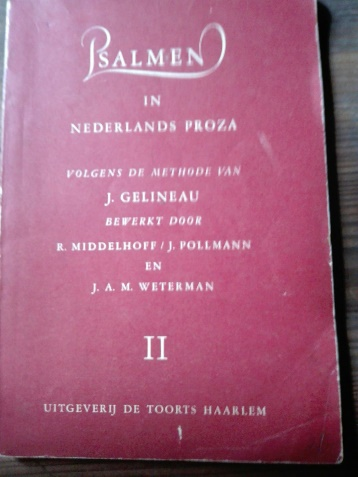 PSALMEN
IN
NEDERLANDS PROZA
VOLGENS DE METHODE VAN
J. GELINEAU
BEWERKT DOOR
R. MIDDELHOFF / J. POLLMANN
EN
J. A. M. WETERMAN
II
UITGEVERIJ DE TOORTS HAARLEM